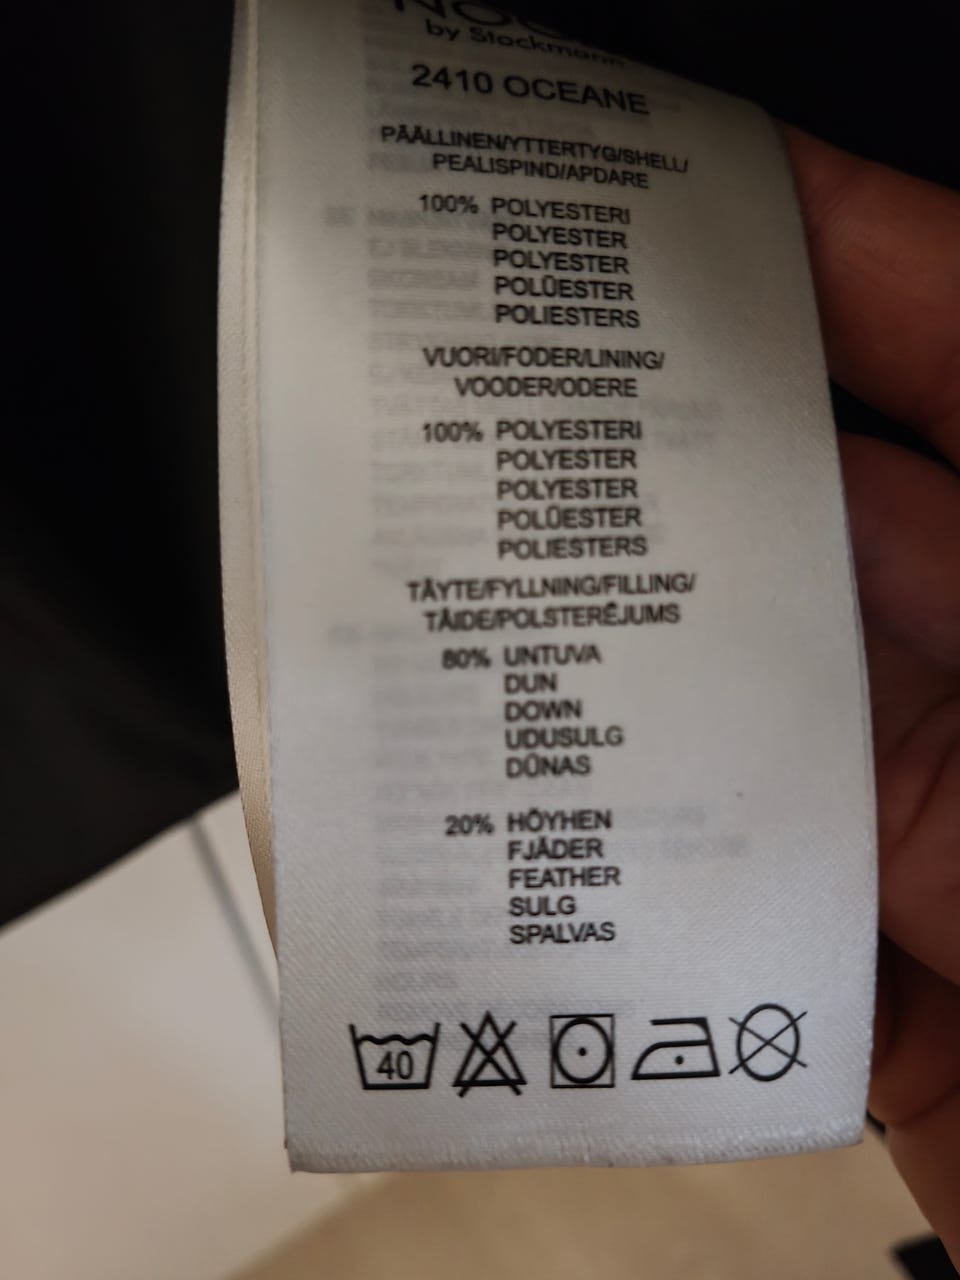 by Stockmann
2410 OCEANE
PÄÄLLINEN/YTTERTYG/SHELL/
PEALISPIND/APDARE
100% POLYESTERI
POLYESTER
POLYESTER
POLÜESTER
POLIESTERS
VUORI/FODER/LINING/
VOODER/ODERE
100% POLYESTERI
POLYESTER
POLYESTER
POLÜESTER
POLIESTERS
TÄYTE/FYLLNING/FILLING/
TÄIDE/POLSTERĒJUMS
80% UNTUVA
DUN
DOWN
UDUSULG
DŪNAS
20% HÖYHEN
FJÄDER
FEATHER
SULG
SPALVAS
40